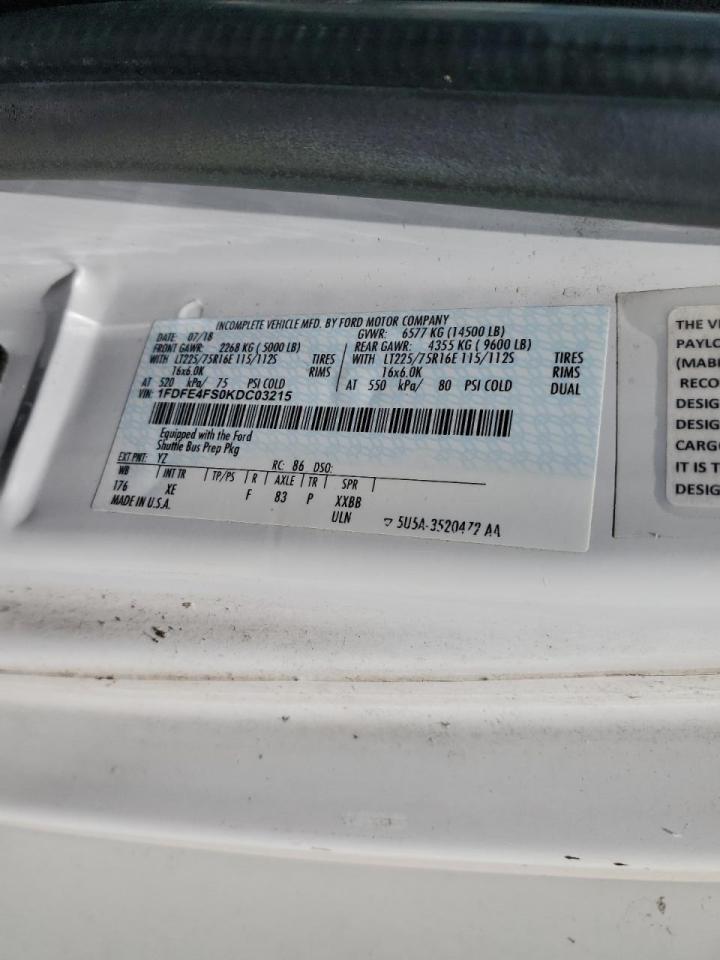 INCOMPLETE VEHICLE MFD. BY FORD MOTOR COMPANY
DATE: 07/18 GVWR: 6577 KG (14500 LB)
FRONT GAWR: 2268 KG ( 5000 LB) REAR GAWR: 4355 KG ( 9600 LB)
WITH LT225/75R16E 115/112S TIRES WITH LT225/75R16E 115/112S TIRES
16x6.0K RIMS 16x6.0K RIMS
AT 520 kPa/ 75 PSI COLD AT 550 kPa/ 80 PSI COLD DUAL
VIN: 1FDFE4FS0KDC03215
Equipped with the Ford
Shuttle Bus Prep Pkg
EXT PNT: YZ RC: 86 DSO:
WB INT TR TP/PS R AXLE TR SPR
176 XE F 83 P XXBB
MADE IN U.S.A. ULN 5U5A-3520472 AA
THE VE
PAYLO
(MABI
RECO
DESIG
DESIG
CARGO
IT IS T
DESIG